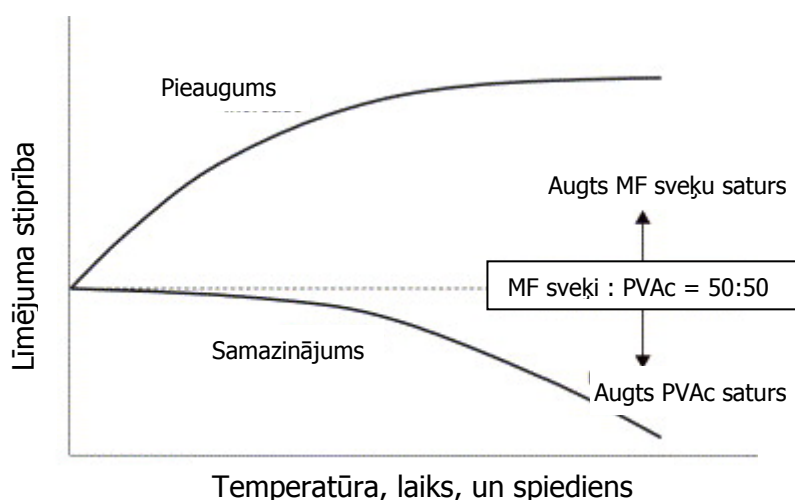 Pieaugums
Līmējuma stiprība
Augts MF sveķu saturs
MF sveķi : PVAc = 50:50
Samazinājums
Augts PVAc saturs
Temperatūra, laiks, un spiediens